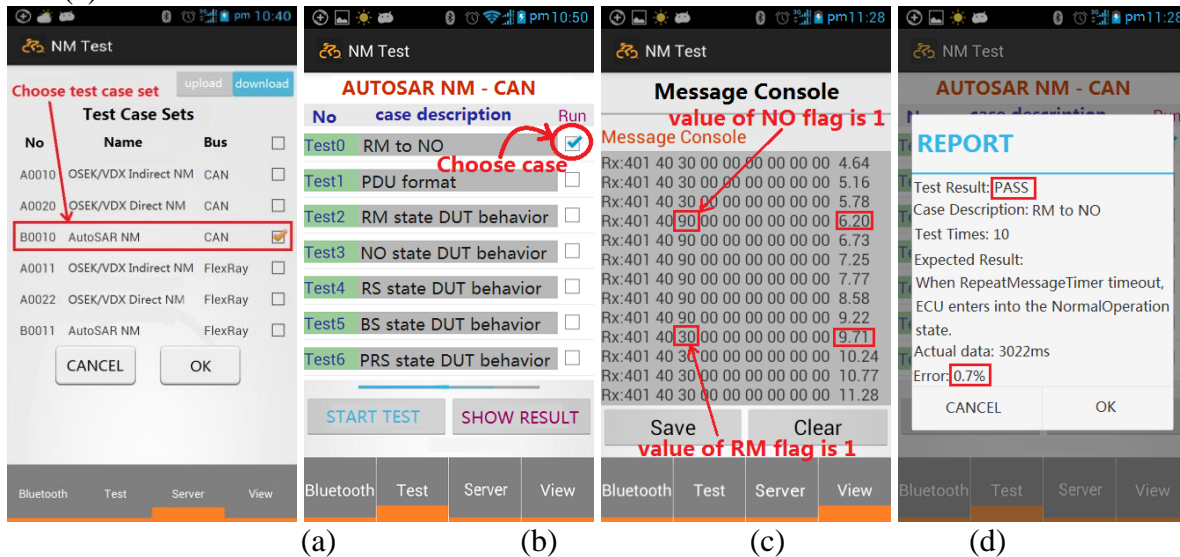 pm 10:40
NM Test
upload download
Choose test case set
Test Case Sets
No Name Bus
A0010 OSEK/VDX Indirect NM CAN
A0020 OSEK/VDX Direct NM CAN
B0010 AutoSAR NM CAN
A0011 OSEK/VDX Indirect NM FlexRay
A0022 OSEK/VDX Direct NM FlexRay
B0011 AutoSAR NM FlexRay
CANCEL OK
Bluetooth Test Server View
(a)
pm 10:50
NM Test
AUTOSAR NM - CAN
No case description Run
Test0 RM to NO
Choose case
Test1 PDU format
Test2 RM state DUT behavior
Test3 NO state DUT behavior
Test4 RS state DUT behavior
Test5 BS state DUT behavior
Test6 PRS state DUT behavior
START TEST SHOW RESULT
Bluetooth Test Server View
(b)
pm 11:28
NM Test
Message Console
value of NO flag is 1
Message Console
Rx:401 40 30 00 00 00 00 00 00 4.64
Rx:401 40 30 00 00 00 00 00 00 5.16
Rx:401 40 30 00 00 00 00 00 00 5.78
Rx:401 40 90 00 00 00 00 00 00 6.20
Rx:401 40 90 00 00 00 00 00 00 6.73
Rx:401 40 90 00 00 00 00 00 00 7.25
Rx:401 40 90 00 00 00 00 00 00 7.77
Rx:401 40 90 00 00 00 00 00 00 8.58
Rx:401 40 90 00 00 00 00 00 00 9.22
Rx:401 40 30 00 00 00 00 00 00 9.71
Rx:401 40 30 00 00 00 00 00 00 10.24
Rx:401 40 30 00 00 00 00 00 00 10.77
Rx:401 40 30 00 00 00 00 00 00 11.28
Save Clear
value of RM flag is 1
Bluetooth Test Server View
(c)
pm 11:28
NM Test
AUTOSAR NM - CAN
REPORT
Test Result: PASS
Case Description: RM to NO
Test Times: 10
Expected Result:
When RepeatMessageTimer timeout,
ECU enters into the NormalOperation
state.
Actual data: 3022ms
Error: 0.7%
CANCEL OK
Bluetooth Test Server View
(d)